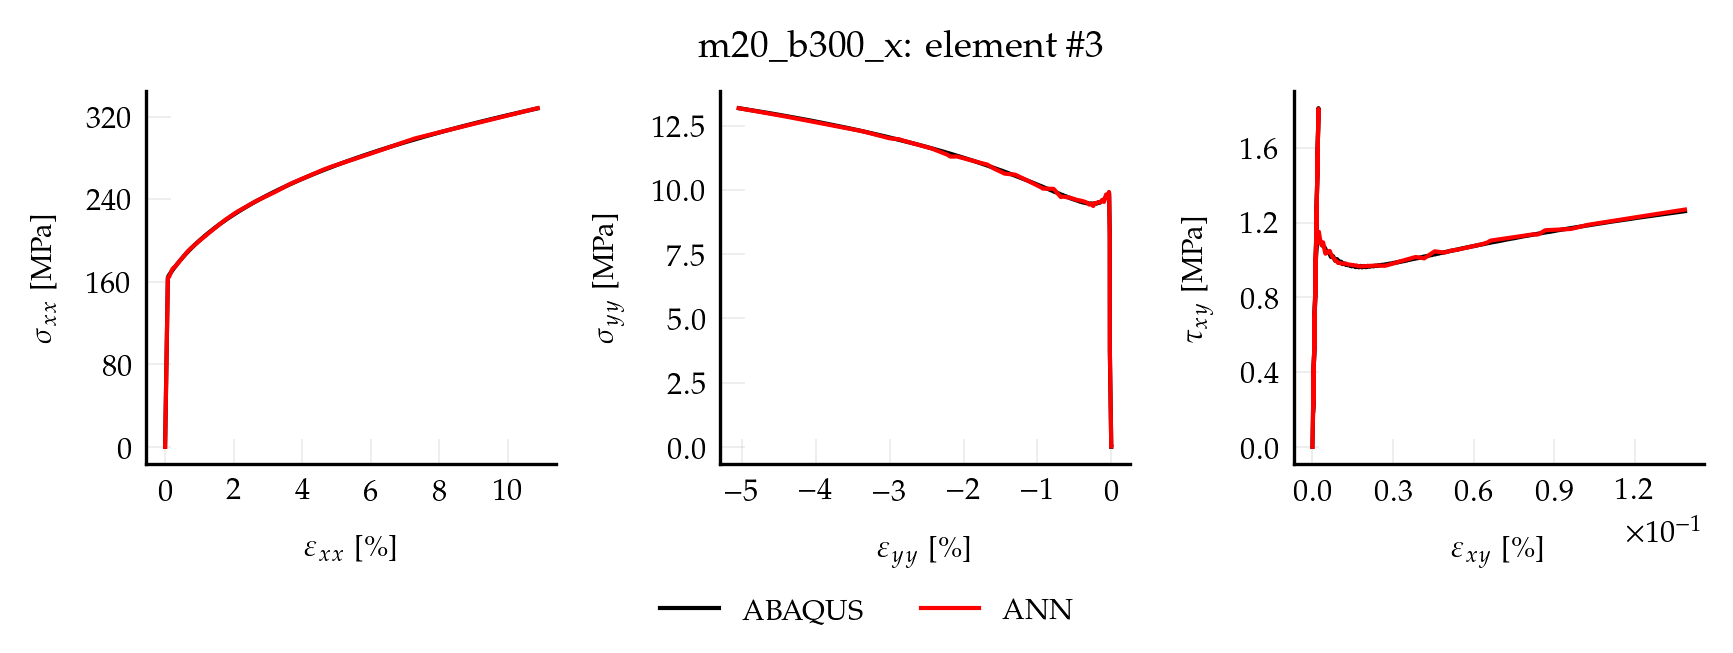 m20_b300_x: element #3
σxx [MPa]
320
240
160
80
0
0 2 4 6 8 10
εxx [%]
σyy [MPa]
12.5
10.0
7.5
5.0
2.5
0.0
−5 −4 −3 −2 −1 0
εyy [%]
τxy [MPa]
1.6
1.2
0.8
0.4
0.0
0.0 0.3 0.6 0.9 1.2
×10⁻¹
εxy [%]
ABAQUS ANN